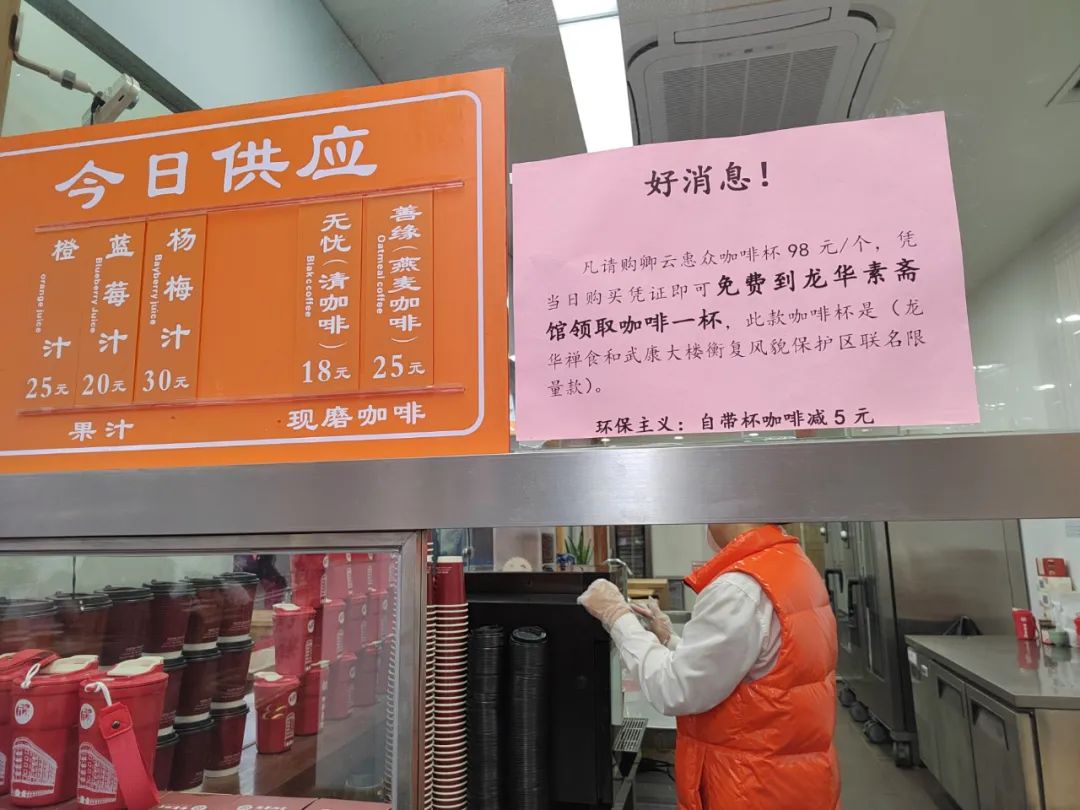 今日供应
橙汁
orange juice
25元
蓝莓汁
Blueberry Juice
20元
杨梅汁
Bayberry juice
30元
无忧（清咖啡）
Blakccoffee
18元
善缘（燕麦咖啡）
Oatmeal coffee
25元
果汁
现磨咖啡
好消息！
凡请购卿云惠众咖啡杯 98 元/个，凭
当日购买凭证即可免费到龙华素斋
馆领取咖啡一杯，此款咖啡杯是（龙
华禅食和武康大楼衡复风貌保护区联名限
量款）。
环保主义：自带杯咖啡减 5 元